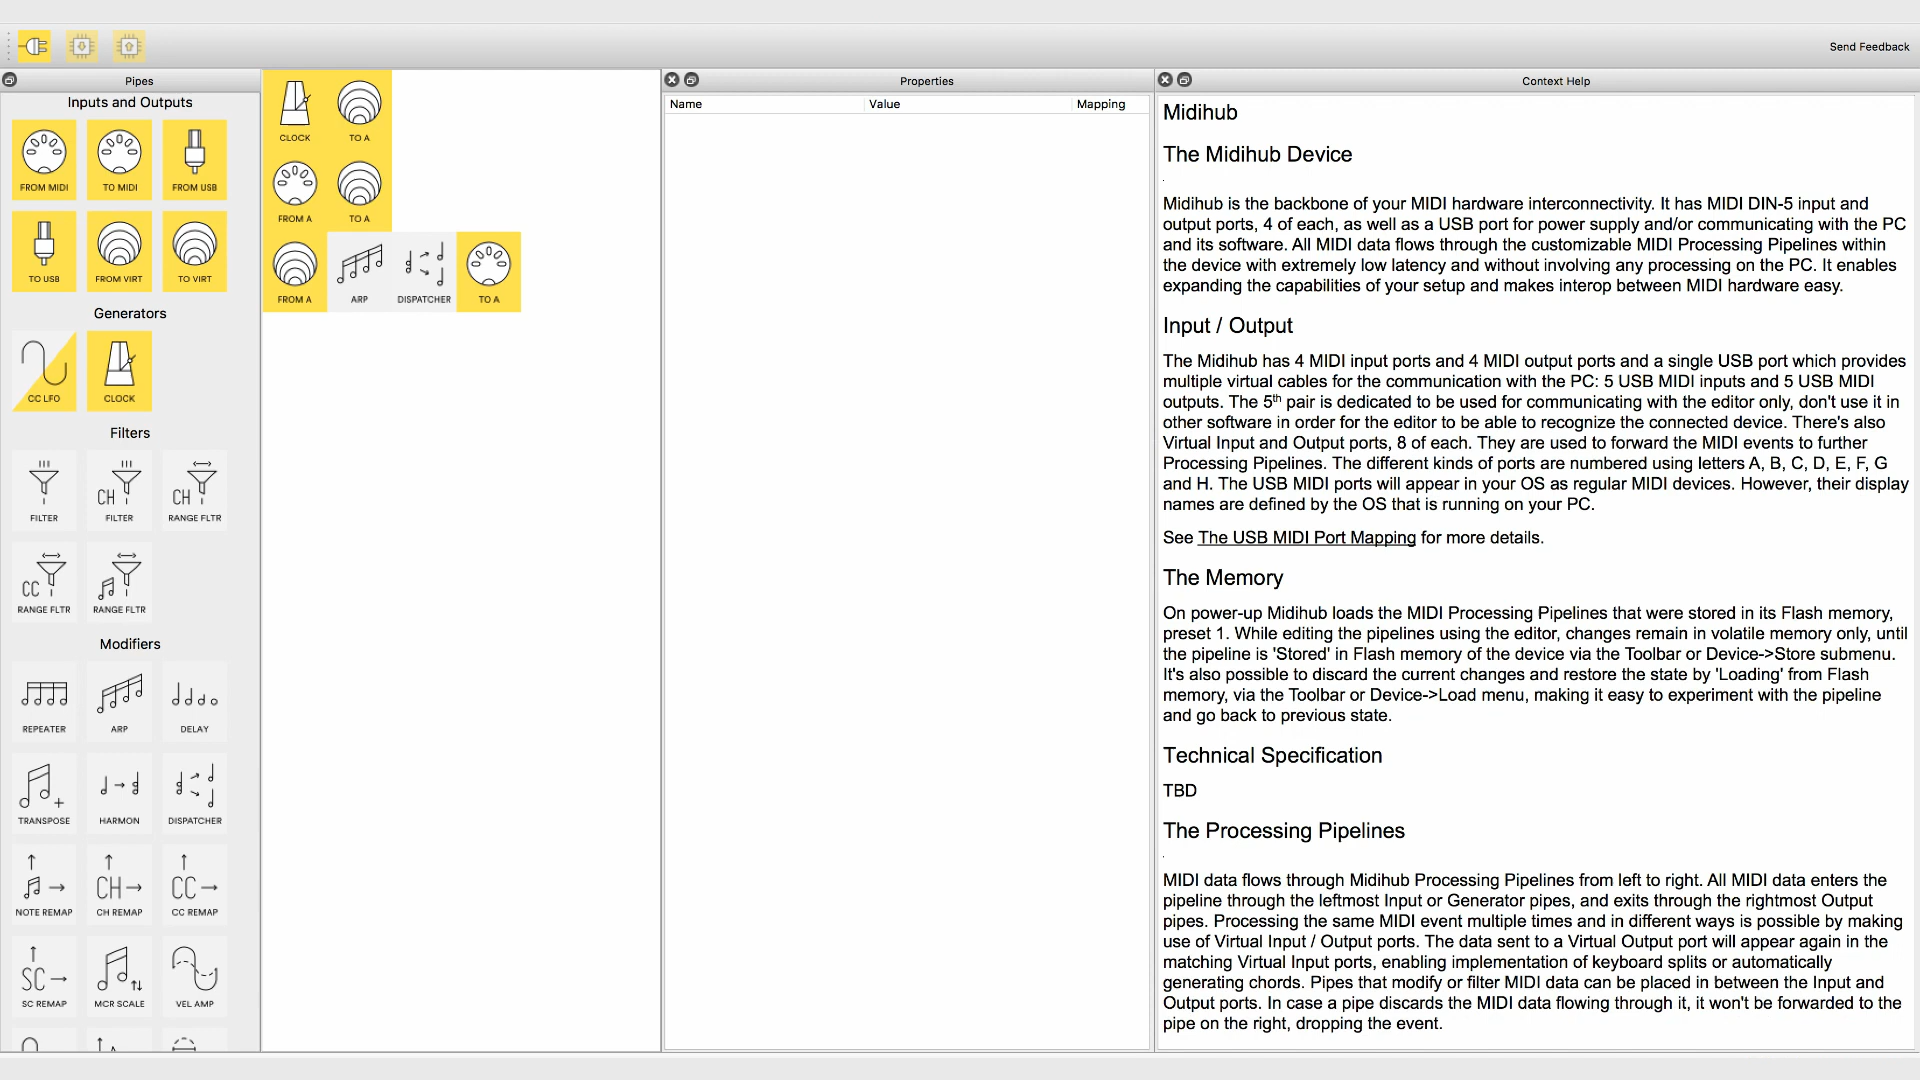 Send Feedback
Pipes
Inputs and Outputs
FROM MIDI
TO MIDI
FROM USB
TO USB
FROM VIRT
TO VIRT
Generators
CC LFO
CLOCK
Filters
FILTER
CH
FILTER
CH
RANGE FLTR
CC
RANGE FLTR
RANGE FLTR
Modifiers
REPEATER
ARP
DELAY
TRANSPOSE
HARMON
DISPATCHER
NOTE REMAP
CH
CH REMAP
CC
CC REMAP
SC
SC REMAP
MCR SCALE
VEL AMP
CLOCK
TO A
FROM A
TO A
FROM A
ARP
DISPATCHER
TO A
Properties
Name Value Mapping
Context Help
Midihub
The Midihub Device
Midihub is the backbone of your MIDI hardware interconnectivity. It has MIDI DIN-5 input and
output ports, 4 of each, as well as a USB port for power supply and/or communicating with the PC
and its software. All MIDI data flows through the customizable MIDI Processing Pipelines within
the device with extremely low latency and without involving any processing on the PC. It enables
expanding the capabilities of your setup and makes interop between MIDI hardware easy.
Input / Output
The Midihub has 4 MIDI input ports and 4 MIDI output ports and a single USB port which provides
multiple virtual cables for the communication with the PC: 5 USB MIDI inputs and 5 USB MIDI
outputs. The 5th pair is dedicated to be used for communicating with the editor only, don't use it in
other software in order for the editor to be able to recognize the connected device. There's also
Virtual Input and Output ports, 8 of each. They are used to forward the MIDI events to further
Processing Pipelines. The different kinds of ports are numbered using letters A, B, C, D, E, F, G
and H. The USB MIDI ports will appear in your OS as regular MIDI devices. However, their display
names are defined by the OS that is running on your PC.
See The USB MIDI Port Mapping for more details.
The Memory
On power-up Midihub loads the MIDI Processing Pipelines that were stored in its Flash memory,
preset 1. While editing the pipelines using the editor, changes remain in volatile memory only, until
the pipeline is 'Stored' in Flash memory of the device via the Toolbar or Device->Store submenu.
It's also possible to discard the current changes and restore the state by 'Loading' from Flash
memory, via the Toolbar or Device->Load menu, making it easy to experiment with the pipeline
and go back to previous state.
Technical Specification
TBD
The Processing Pipelines
MIDI data flows through Midihub Processing Pipelines from left to right. All MIDI data enters the
pipeline through the leftmost Input or Generator pipes, and exits through the rightmost Output
pipes. Processing the same MIDI event multiple times and in different ways is possible by making
use of Virtual Input / Output ports. The data sent to a Virtual Output port will appear again in the
matching Virtual Input ports, enabling implementation of keyboard splits or automatically
generating chords. Pipes that modify or filter MIDI data can be placed in between the Input and
Output ports. In case a pipe discards the MIDI data flowing through it, it won't be forwarded to the
pipe on the right, dropping the event.